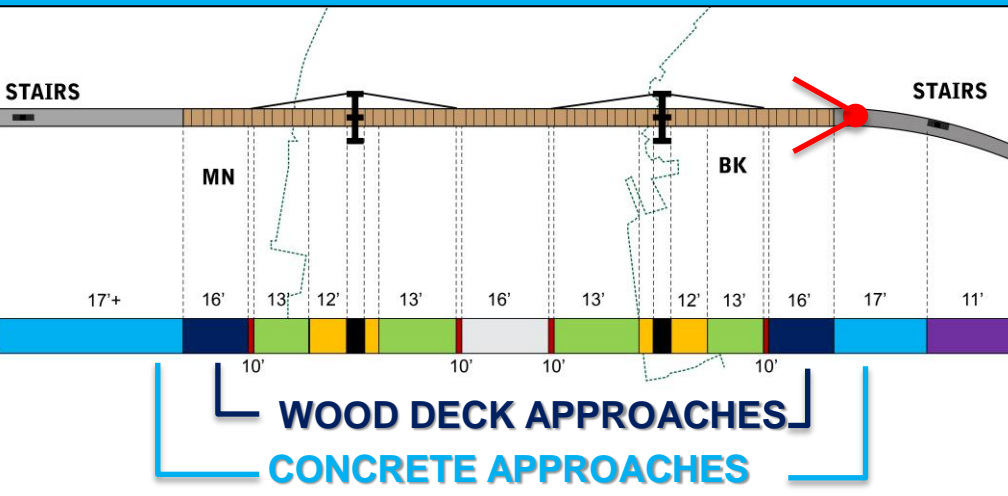 STAIRS
STAIRS
MN
BK
17'+ 16' 13' 12' 13' 16' 13' 12' 13' 16' 17' 11'
10' 10' 10' 10'
WOOD DECK APPROACHES
CONCRETE APPROACHES